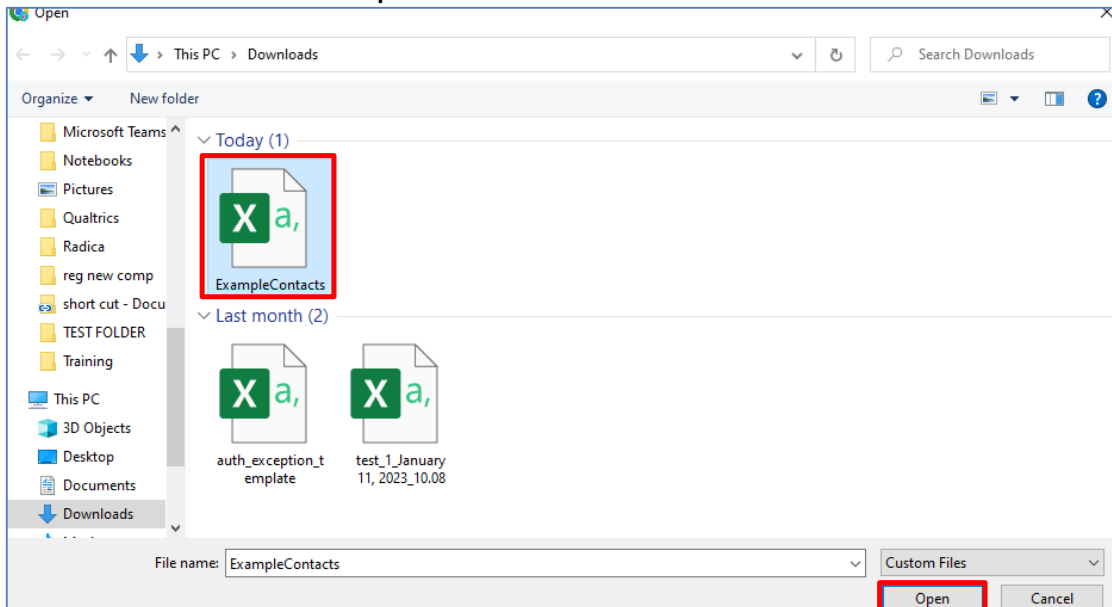 Open
This PC > Downloads
Search Downloads
Organize
New folder
Microsoft Teams
Notebooks
Pictures
Qualtrics
Radica
reg new comp
short cut - Docu
TEST FOLDER
Training
This PC
3D Objects
Desktop
Documents
Downloads
Today (1)
X a,
ExampleContacts
Last month (2)
X a,
X a,
auth_exception_t
emplate
test_1_January
11, 2023_10.08
File name: ExampleContacts
Custom Files
Open
Cancel